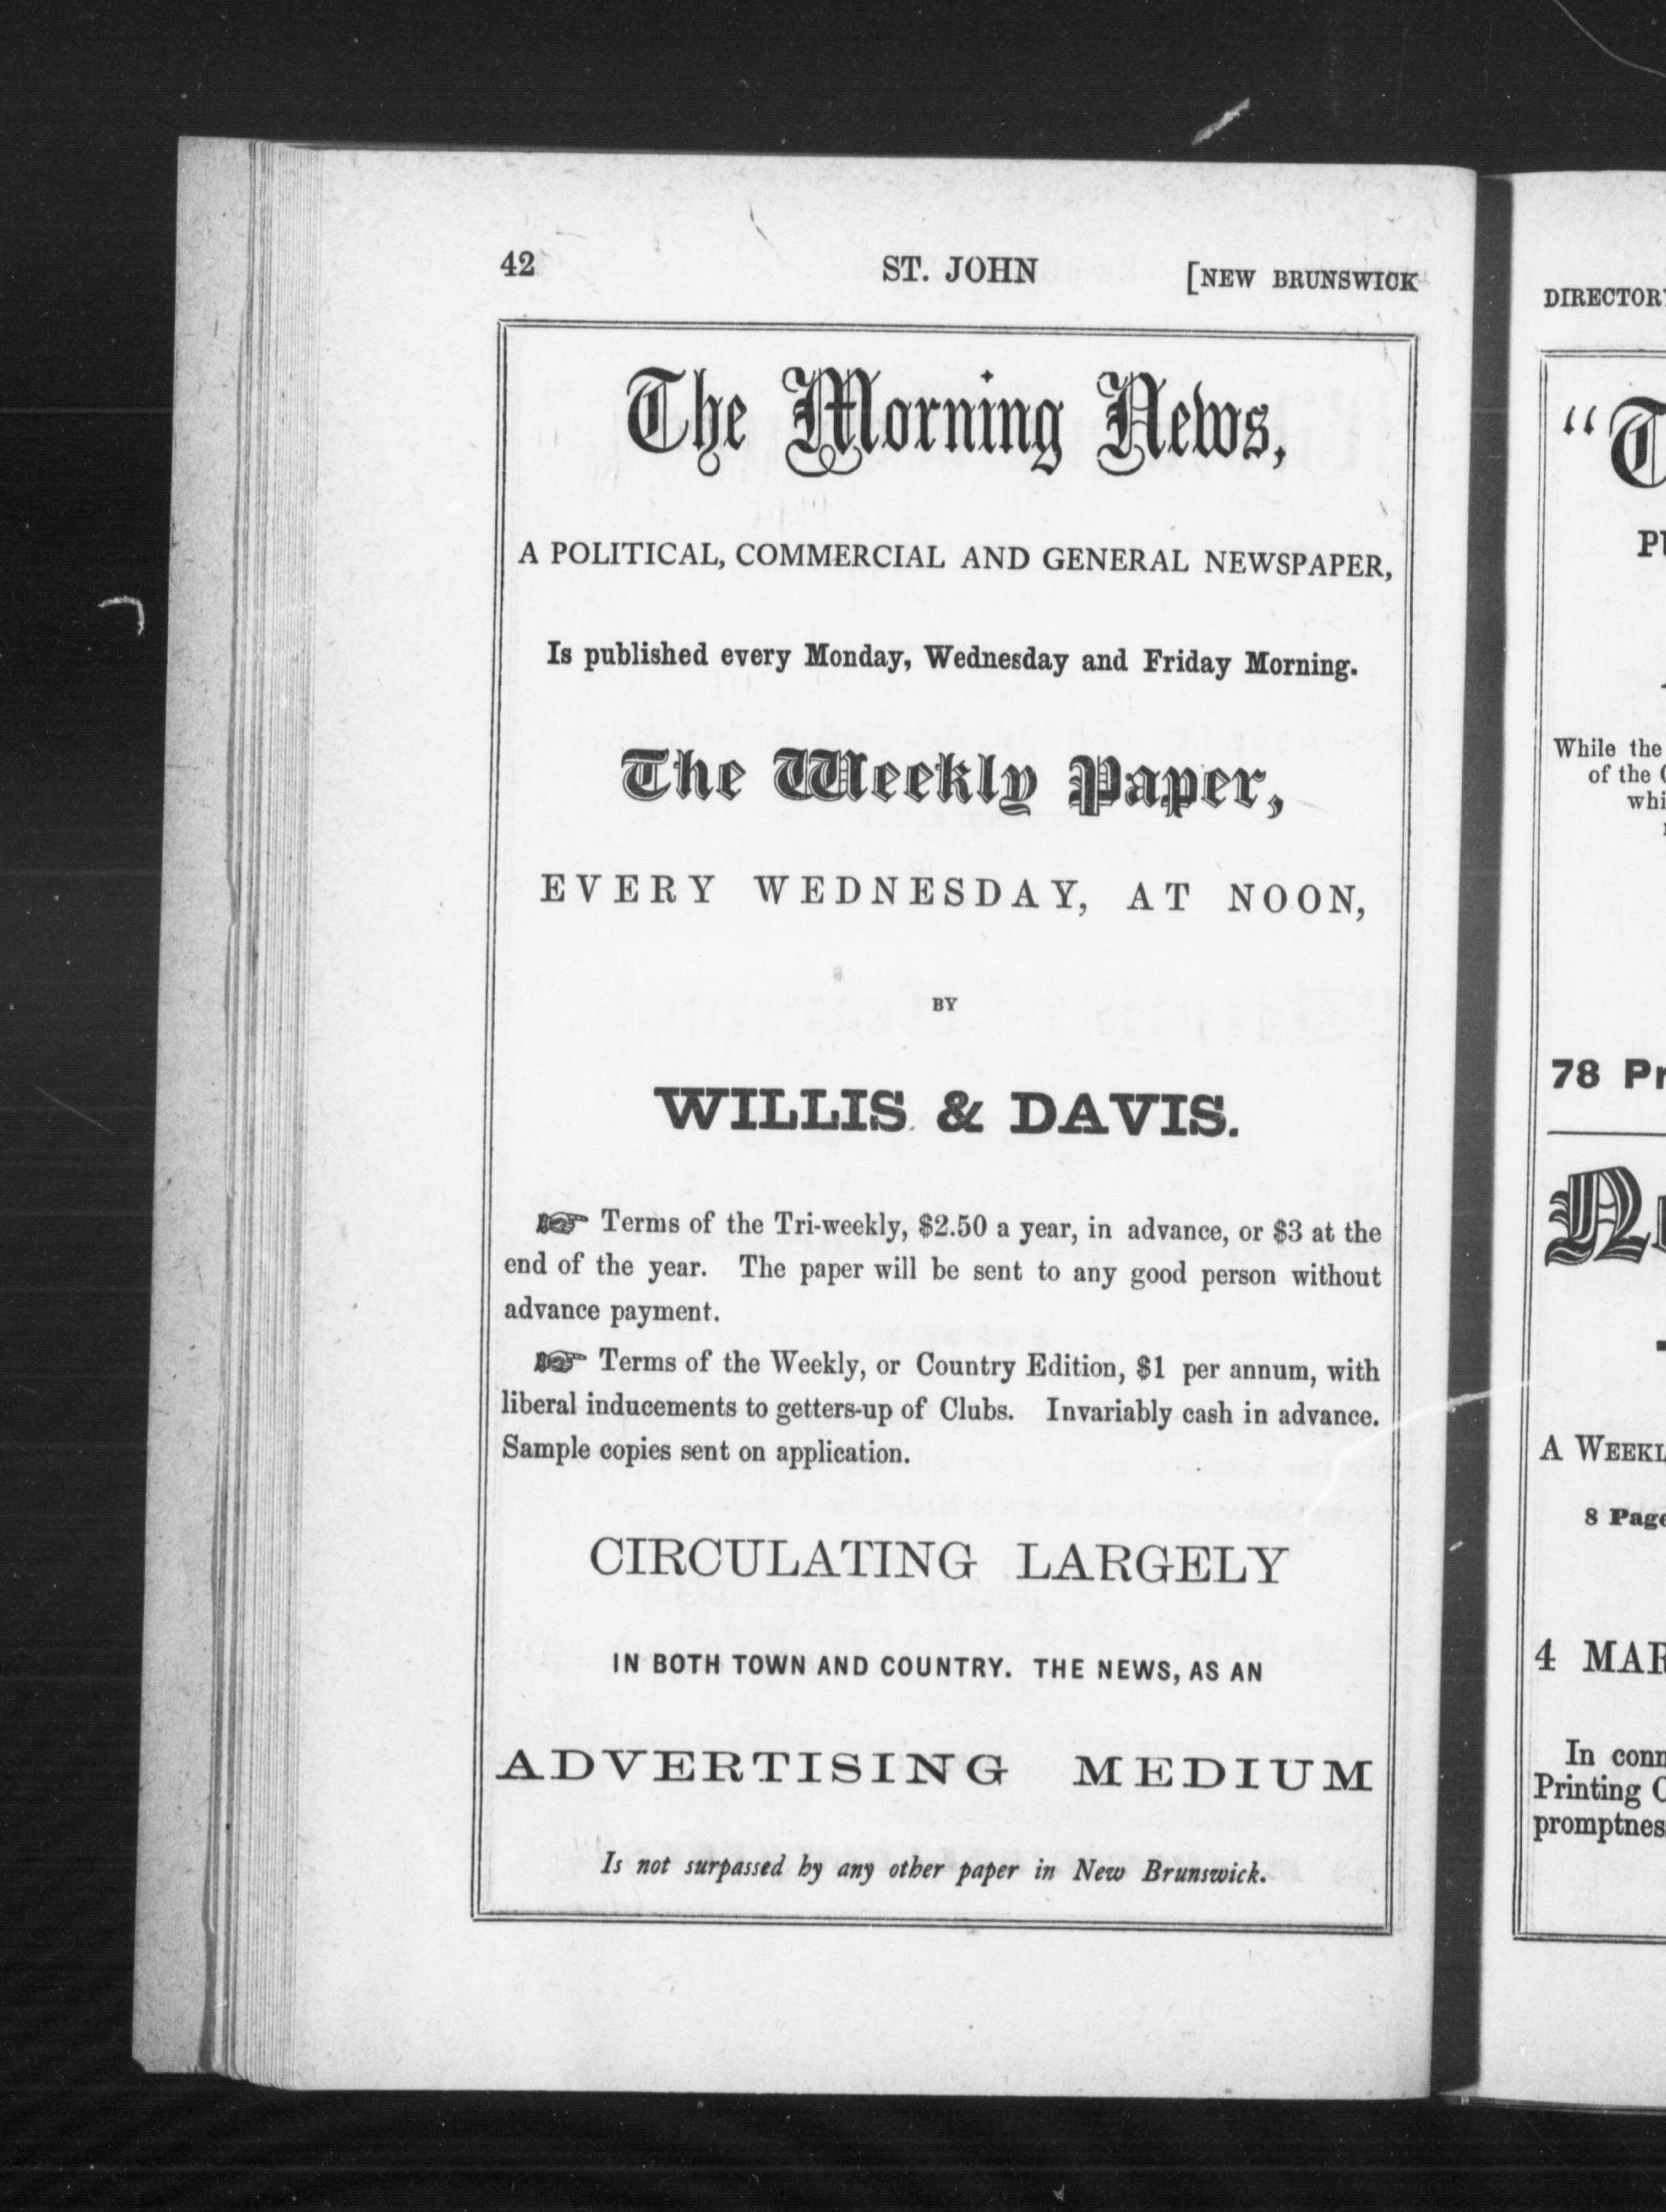 42 ST. JOHN [NEW BRUNSWICK
The Morning News,
A POLITICAL, COMMERCIAL AND GENERAL NEWSPAPER,
Is published every Monday, Wednesday and Friday Morning.
The Weekly Paper,
EVERY WEDNESDAY, AT NOON,
BY
WILLIS & DAVIS.
☞ Terms of the Tri-weekly, $2.50 a year, in advance, or $3 at the
end of the year. The paper will be sent to any good person without
advance payment.
☞ Terms of the Weekly, or Country Edition, $1 per annum, with
liberal inducements to getters-up of Clubs. Invariably cash in advance.
Sample copies sent on application.
CIRCULATING LARGELY
IN BOTH TOWN AND COUNTRY. THE NEWS, AS AN
ADVERTISING MEDIUM
Is not surpassed by any other paper in New Brunswick.
DIRECTORY
While the
of the
78
A
8
4
In
Printing